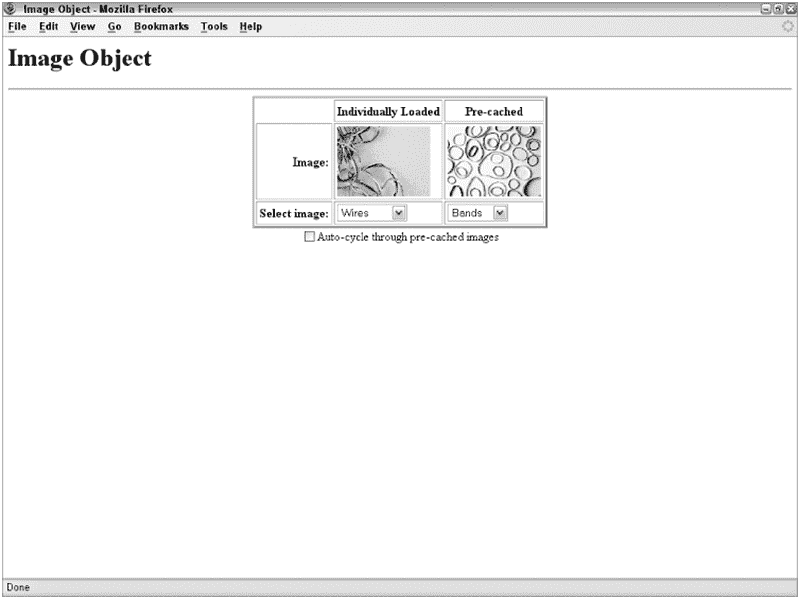 Image Object - Mozilla Firefox
File Edit View Go Bookmarks Tools Help
Image Object
Individually Loaded Pre-cached
Image:
Select image: Wires Bands
Auto-cycle through pre-cached images
Done